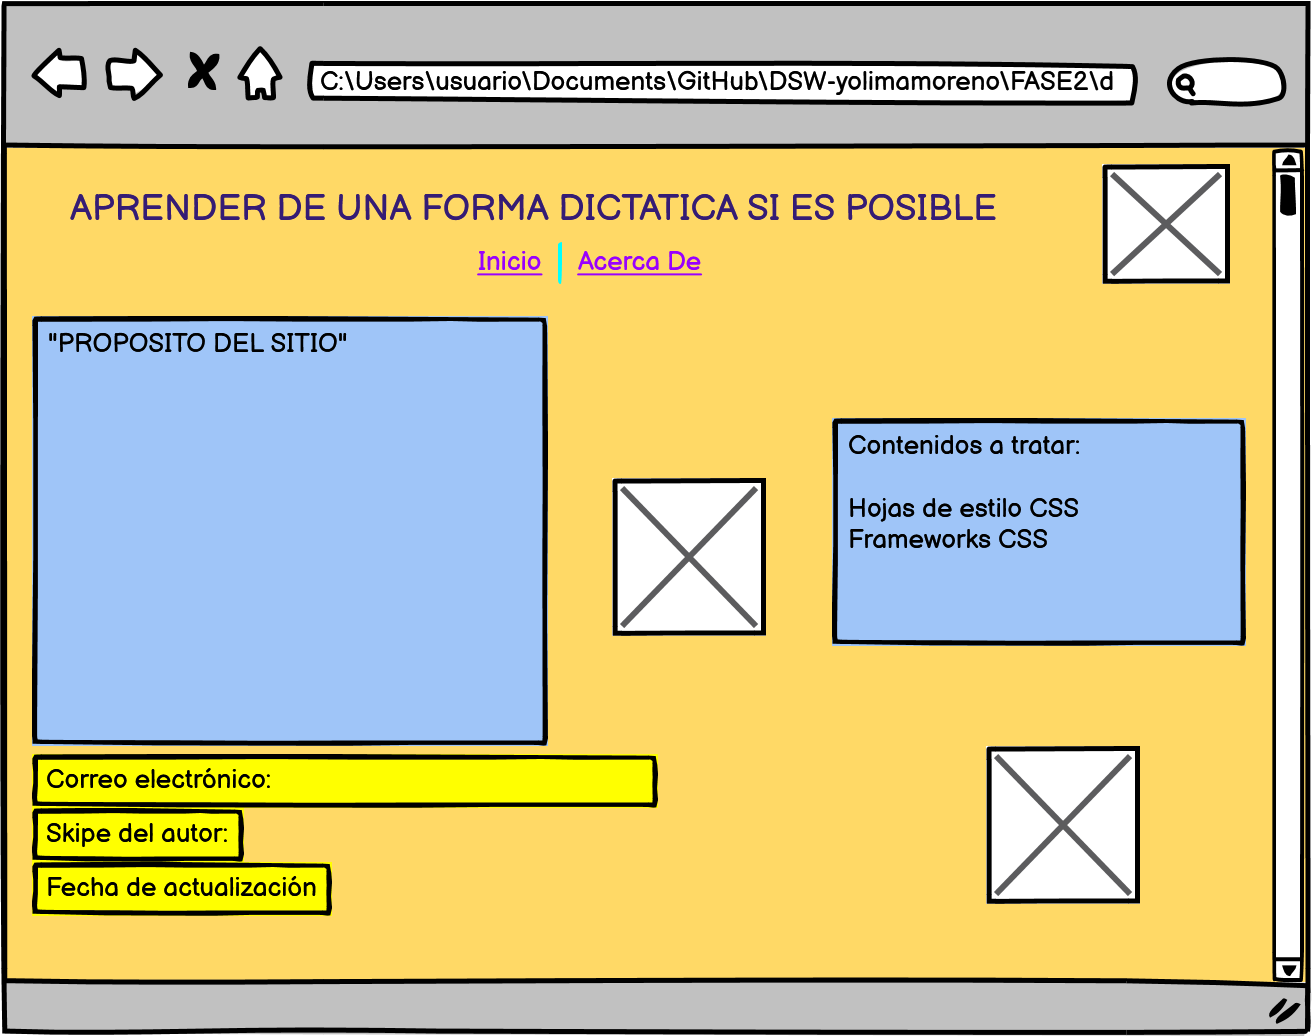 C:\Users\usuario\Documents\GitHub\DSW-yolimamoreno\FASE2\d
APRENDER DE UNA FORMA DICTATICA SI ES POSIBLE
Inicio
Acerca De
"PROPOSITO DEL SITIO"
Contenidos a tratar:
Hojas de estilo CSS
Frameworks CSS
Correo electrónico:
Skipe del autor:
Fecha de actualización